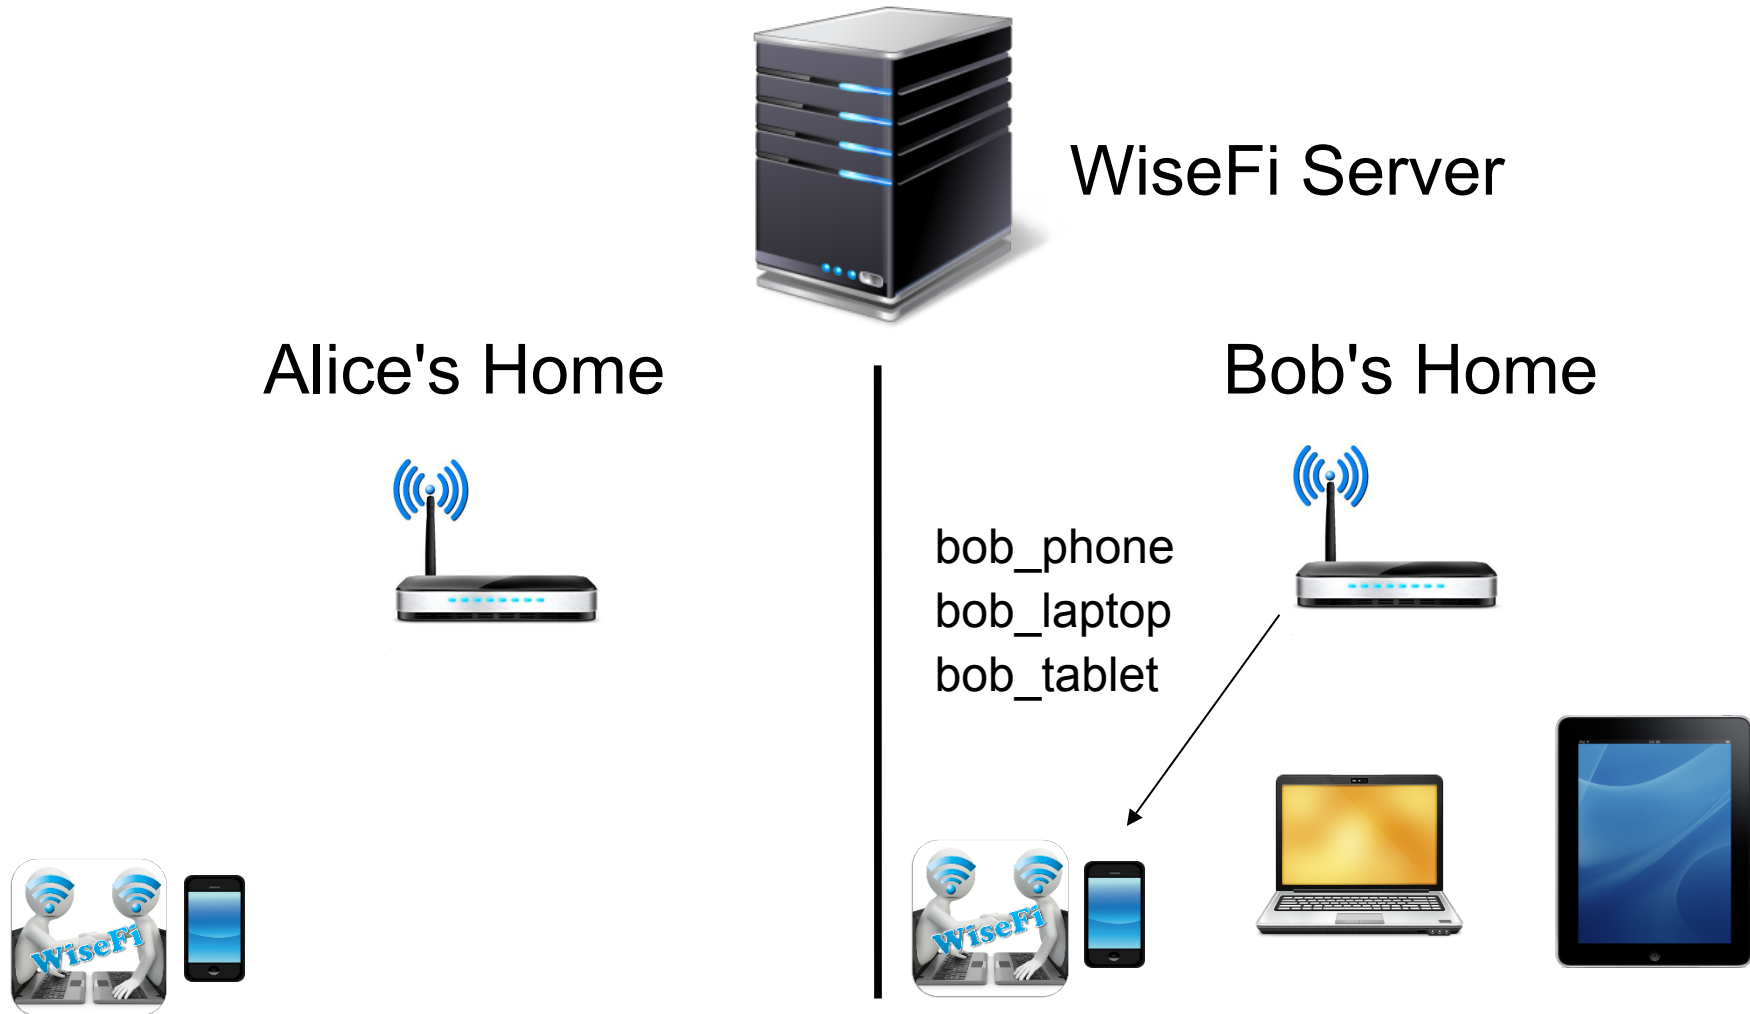 WiseFi Server
Alice's Home
Bob's Home
bob_phone
bob_laptop
bob_tablet
WiseFi
WiseFi